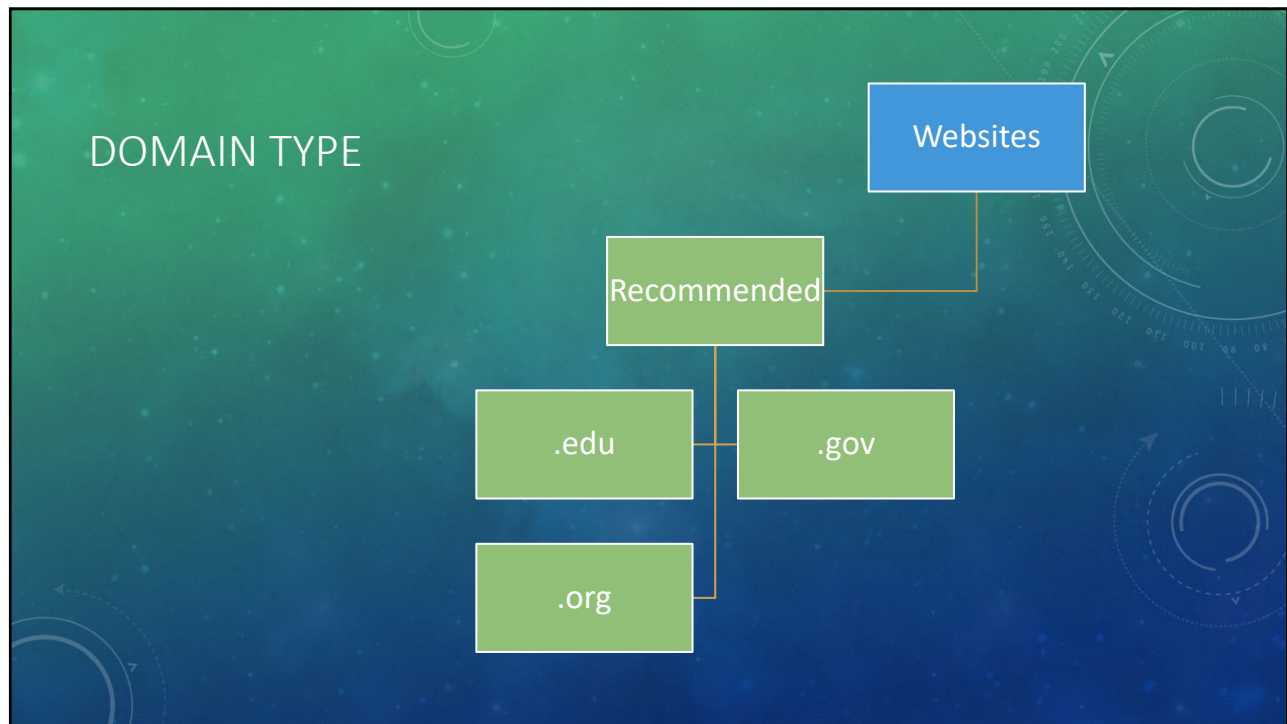 DOMAIN TYPE
Websites
Recommended
.edu
.gov
.org